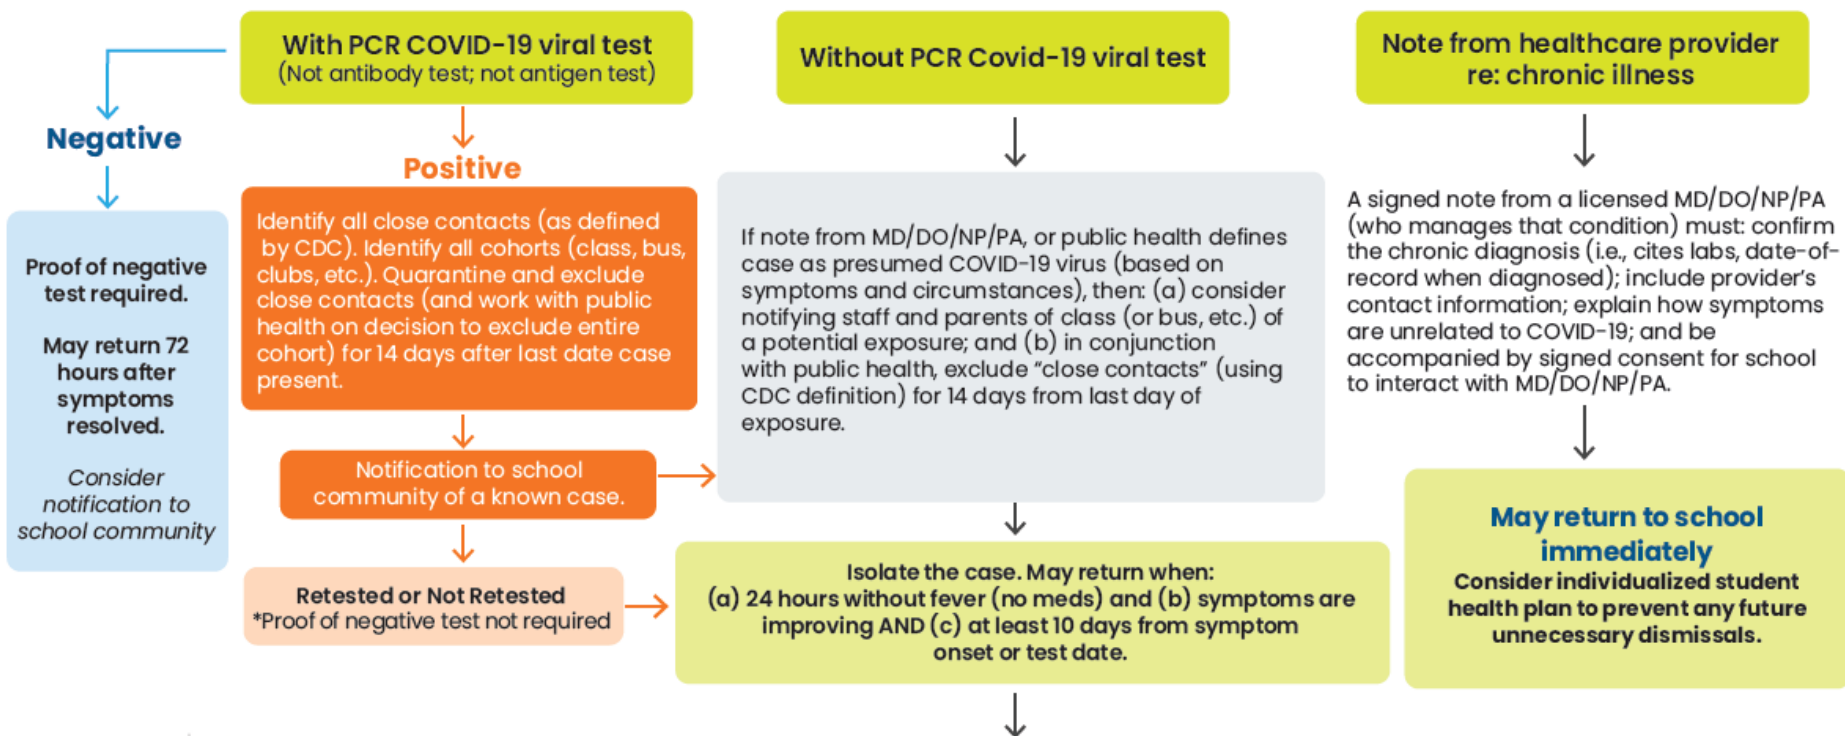 With PCR COVID-19 viral test
(Not antibody test; not antigen test)
Negative
Proof of negative
test required.
May return 72
hours after
symptoms
resolved.
Consider
notification to
school community
Positive
Identify all close contacts (as defined
by CDC). Identify all cohorts (class, bus,
clubs, etc.). Quarantine and exclude
close contacts (and work with public
health on decision to exclude entire
cohort) for 14 days after last date case
present.
Notification to school
community of a known case.
Retested or Not Retested
*Proof of negative test not required
Without PCR Covid-19 viral test
If note from MD/DO/NP/PA, or public health defines
case as presumed COVID-19 virus (based on
symptoms and circumstances), then: (a) consider
notifying staff and parents of class (or bus, etc.) of
a potential exposure; and (b) in conjunction
with public health, exclude “close contacts” (using
CDC definition) for 14 days from last day of
exposure.
Isolate the case. May return when:
(a) 24 hours without fever (no meds) and (b) symptoms are
improving AND (c) at least 10 days from symptom
onset or test date.
Note from healthcare provider
re: chronic illness
A signed note from a licensed MD/DO/NP/PA
(who manages that condition) must: confirm
the chronic diagnosis (i.e., cites labs, date-of-
record when diagnosed); include provider’s
contact information; explain how symptoms
are unrelated to COVID-19; and be
accompanied by signed consent for school
to interact with MD/DO/NP/PA.
May return to school
immediately
Consider individualized student
health plan to prevent any future
unnecessary dismissals.